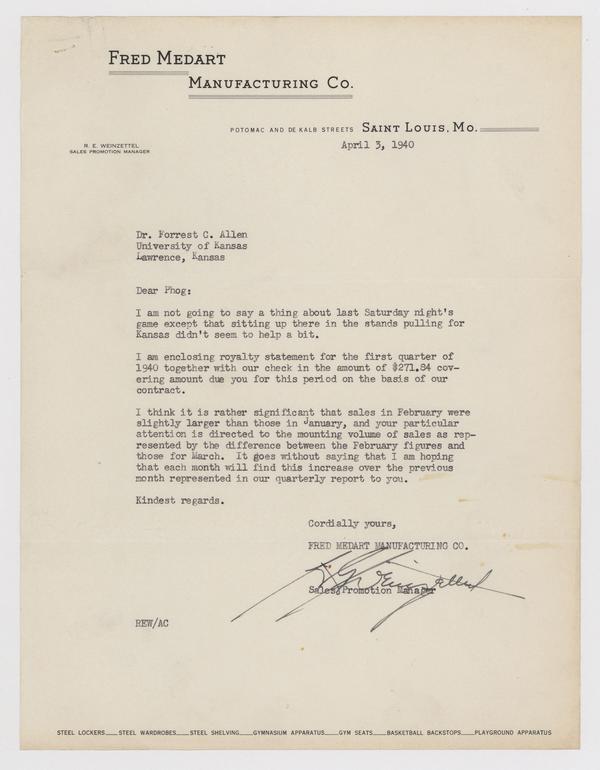 FRED MEDART
MANUFACTURING CO.
POTOMAC AND DE KALB STREETS SAINT LOUIS, MO.
R. E. WEINZETTEL
SALES PROMOTION MANAGER
April 3, 1940
Dr. Forrest C. Allen
University of Kansas
Lawrence, Kansas
Dear Phog:
I am not going to say a thing about last Saturday night's
game except that sitting up there in the stands pulling for
Kansas didn't seem to help a bit.
I am enclosing royalty statement for the first quarter of
1940 together with our check in the amount of $271.84 cov-
ering amount due you for this period on the basis of our
contract.
I think it is rather significant that sales in February were
slightly larger than those in January, and your particular
attention is directed to the mounting volume of sales as rep-
resented by the difference between the February figures and
those for March. It goes without saying that I am hoping
that each month will find this increase over the previous
month represented in our quarterly report to you.
Kindest regards.
Cordially yours,
FRED MEDART MANUFACTURING CO.
R E Weinzettel
Sales Promotion Manager
REW/AC
STEEL LOCKERS STEEL WARDROBES STEEL SHELVING GYMNASIUM APPARATUS GYM SEATS BASKETBALL BACKSTOPS PLAYGROUND APPARATUS